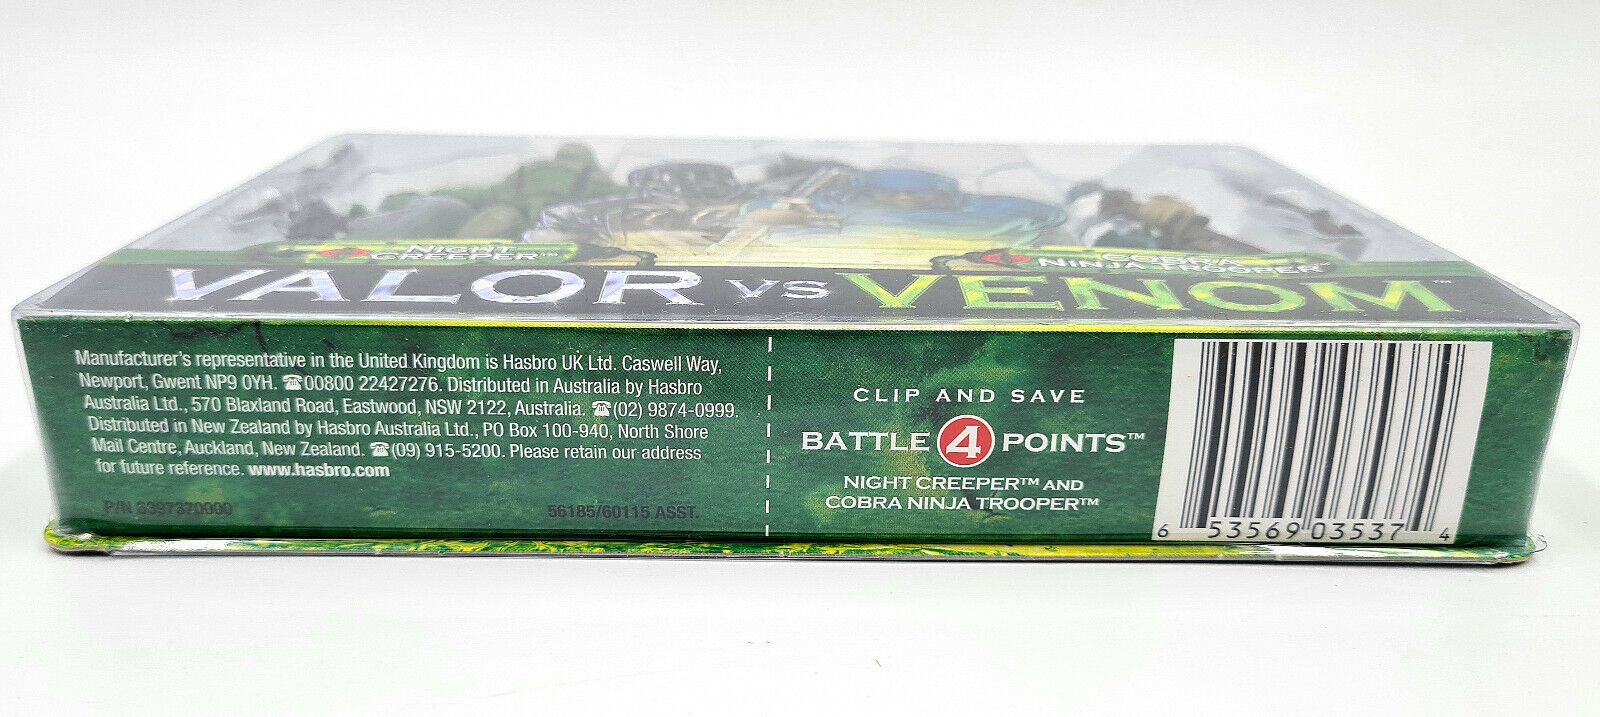 NIGHT
CREEPER™
COBRA
NINJA TROOPER™
VALOR VS VENOM™
Manufacturer's representative in the United Kingdom is Hasbro UK Ltd. Caswell Way,
Newport, Gwent NP9 0YH. ☎00800 22427276. Distributed in Australia by Hasbro
Australia Ltd., 570 Blaxland Road, Eastwood, NSW 2122, Australia. ☎(02) 9874-0999.
Distributed in New Zealand by Hasbro Australia Ltd., PO Box 100-940, North Shore
Mail Centre, Auckland, New Zealand. ☎(09) 915-5200. Please retain our address
for future reference. www.hasbro.com
P/N 6397370000
56185/60115 ASST.
CLIP AND SAVE
BATTLE 4 POINTS™
NIGHT CREEPER™ AND
COBRA NINJA TROOPER™
6 53569 03537 4